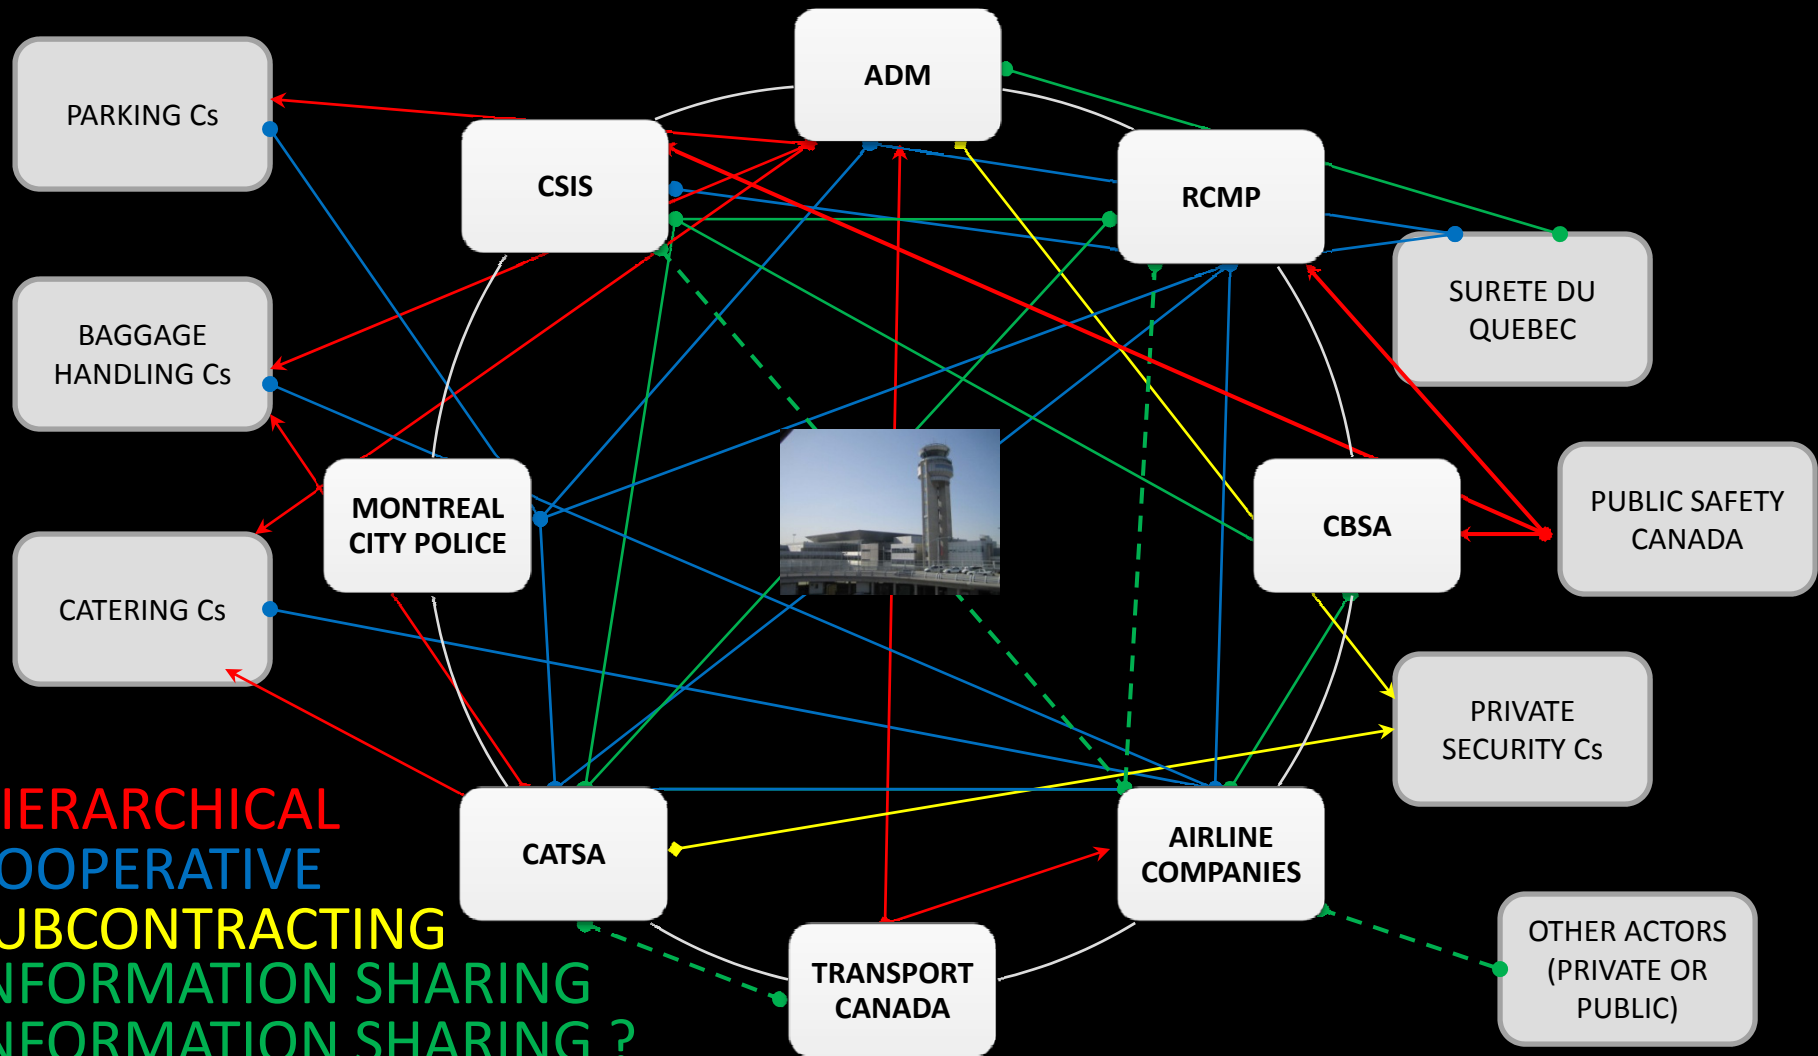 ADM
PARKING Cs
CSIS
RCMP
SURETE DU
QUEBEC
BAGGAGE
HANDLING Cs
MONTREAL
CITY POLICE
CBSA
PUBLIC SAFETY
CANADA
CATERING Cs
PRIVATE
SECURITY Cs
IERARCHICAL
OOPERATIVE
UBCONTRACTING
NFORMATION SHARING
NFORMATION SHARING ?
CATSA
AIRLINE
COMPANIES
TRANSPORT
CANADA
OTHER ACTORS
(PRIVATE OR
PUBLIC)